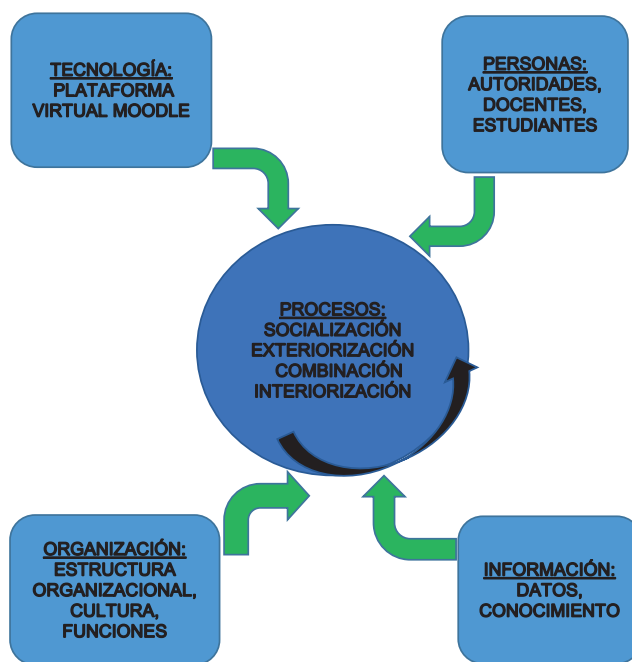 TECNOLOGÍA:
PLATAFORMA
VIRTUAL MOODLE
PERSONAS:
AUTORIDADES,
DOCENTES,
ESTUDIANTES
PROCESOS:
SOCIALIZACIÓN
EXTERIORIZACIÓN
COMBINACIÓN
INTERIORIZACIÓN
ORGANIZACIÓN:
ESTRUCTURA
ORGANIZACIONAL,
CULTURA,
FUNCIONES
INFORMACIÓN:
DATOS,
CONOCIMIENTO